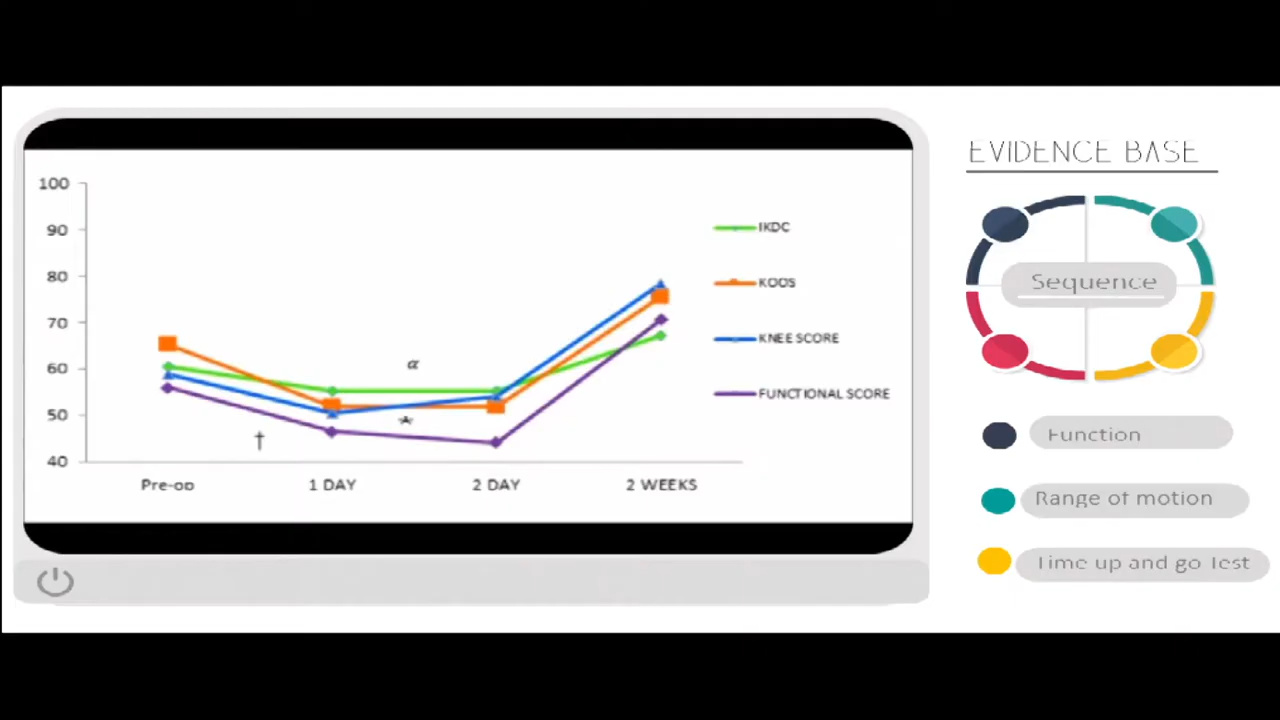 100
90
80
70
60
50
40
Pre-op
1 DAY
2 DAY
2 WEEKS
α
*
†
IKDC
KOOS
KNEE SCORE
FUNCTIONAL SCORE
EVIDENCE BASE
Sequence
Function
Range of motion
Time up and go Test